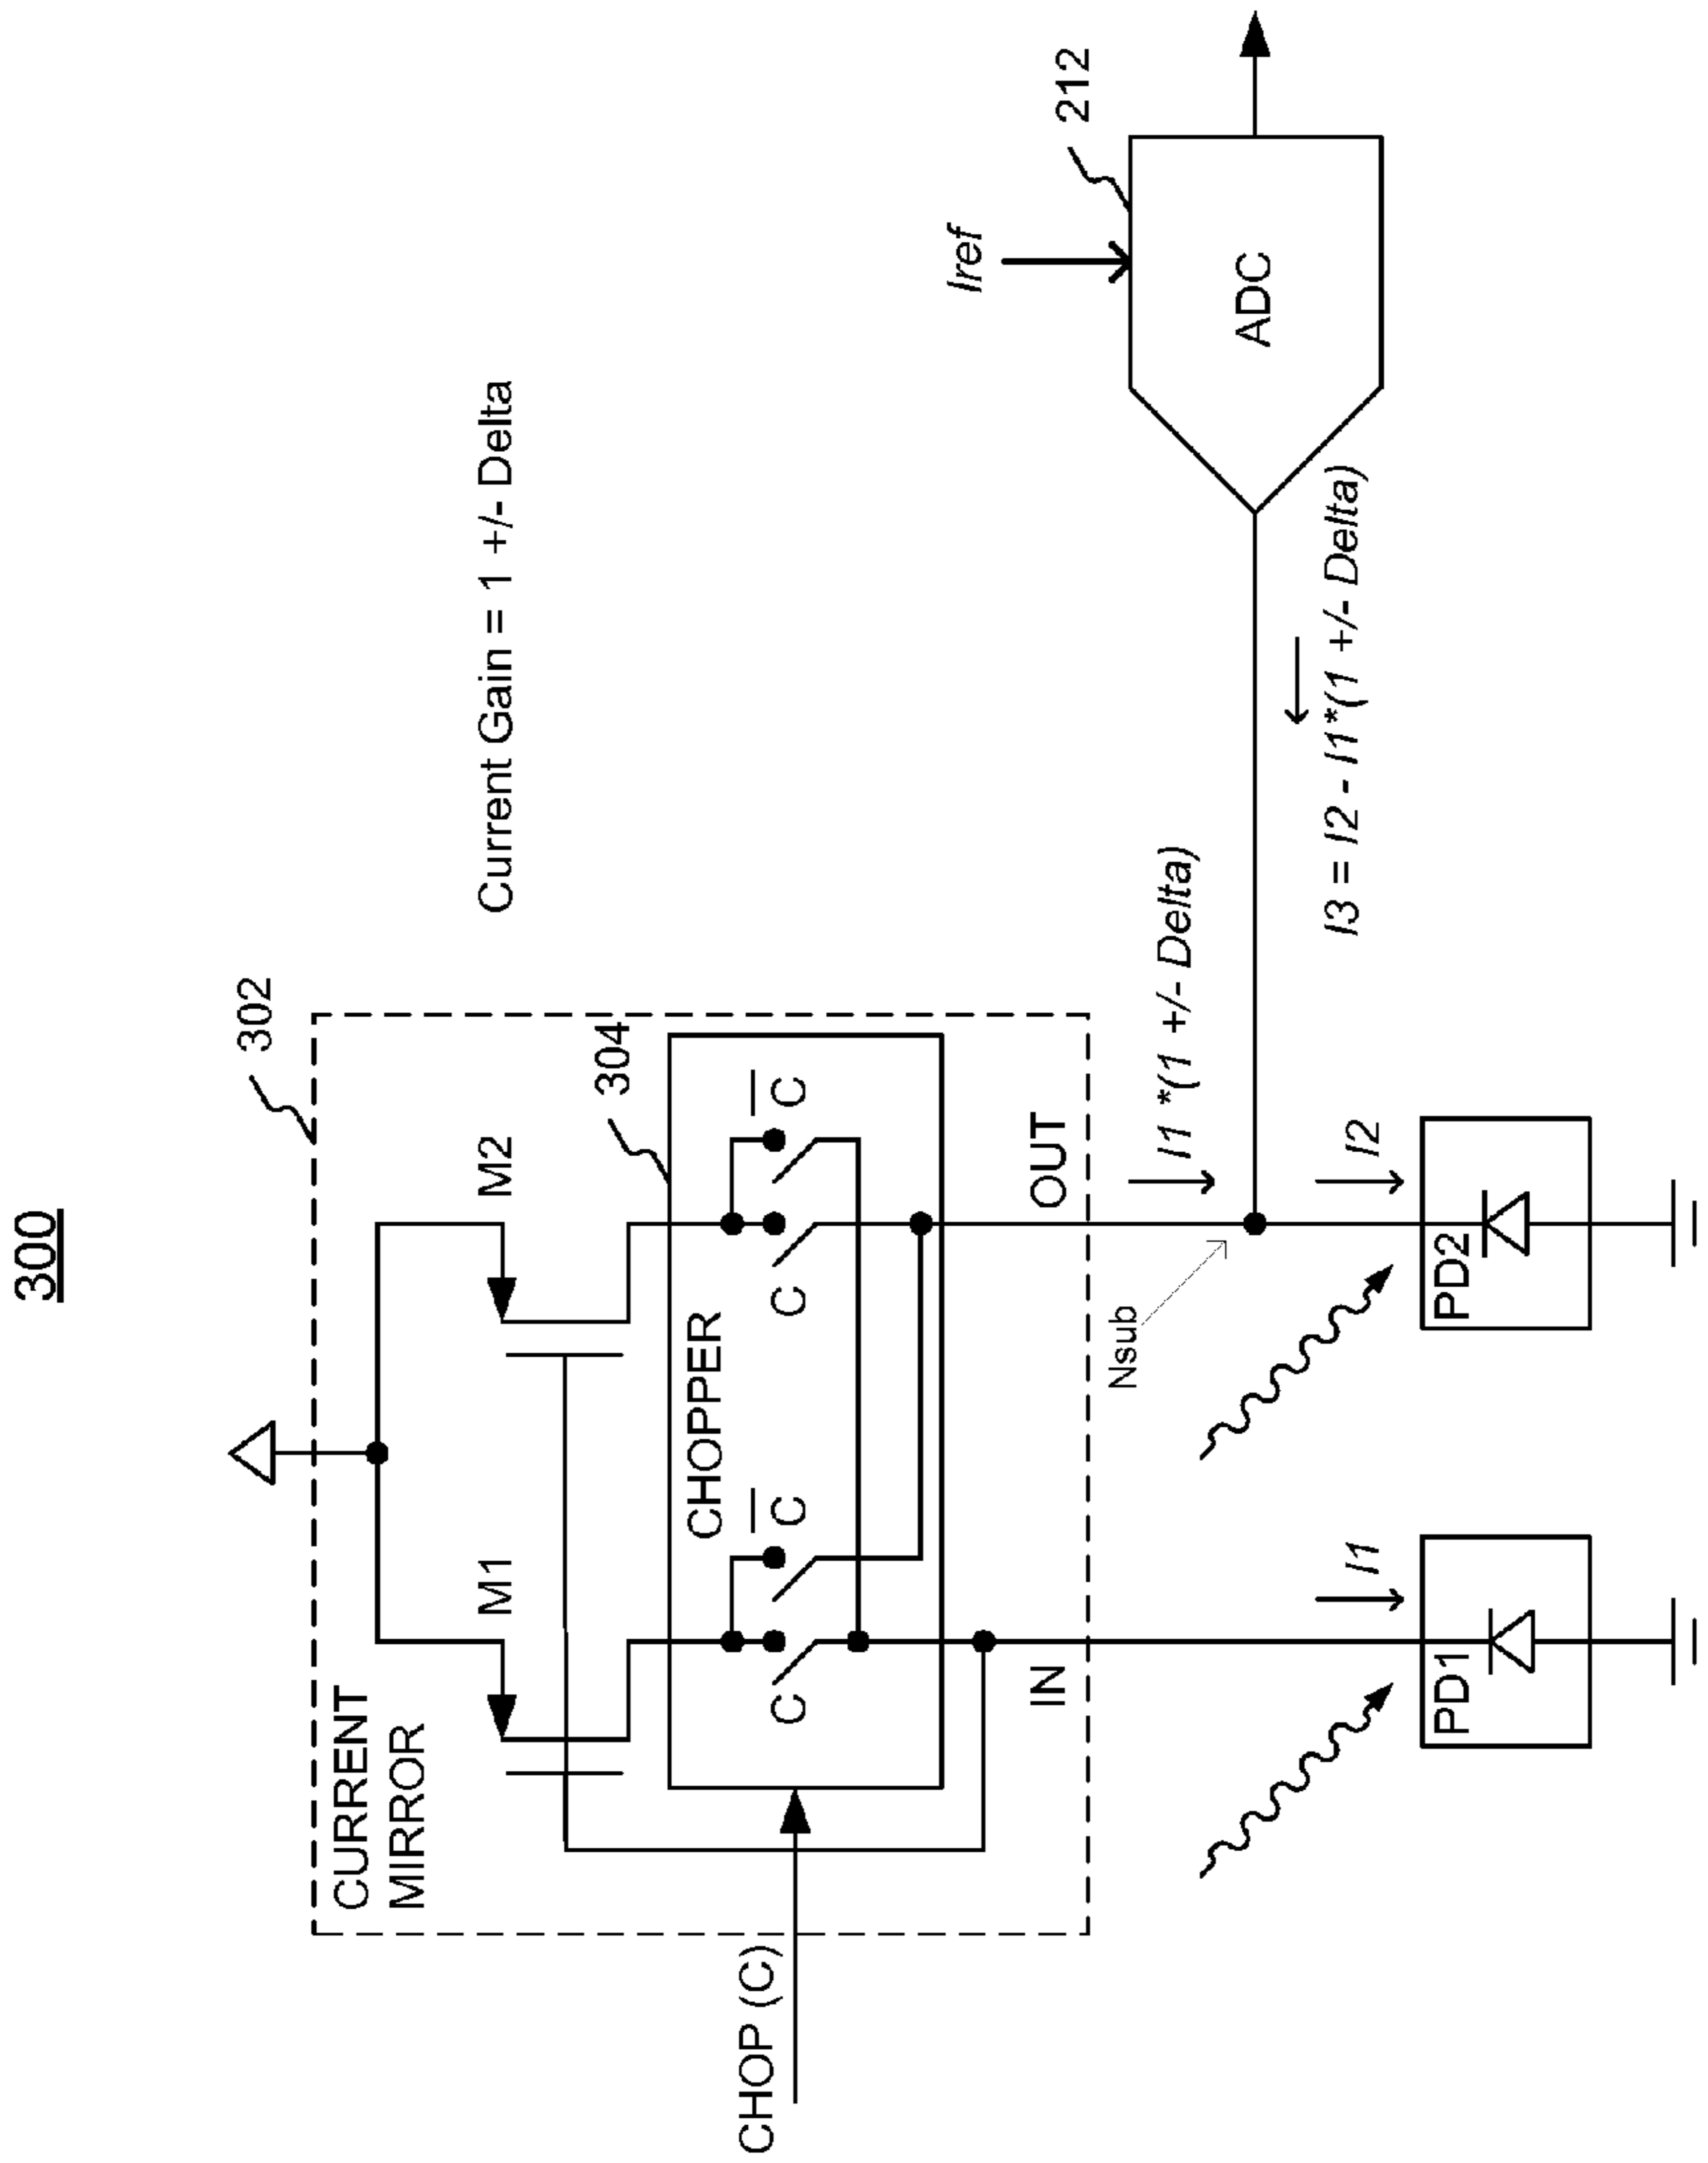 300
302
CURRENT
MIRROR
M1
M2
Current Gain = 1 +/- Delta
304
CHOPPER
CHOP (C)
C
C
C
C
IN
OUT
Nsub
I1 *(1 +/- Delta)
I3 = I2 - I1*(1 +/- Delta)
Iref
212
ADC
I1
I2
PD1
PD2